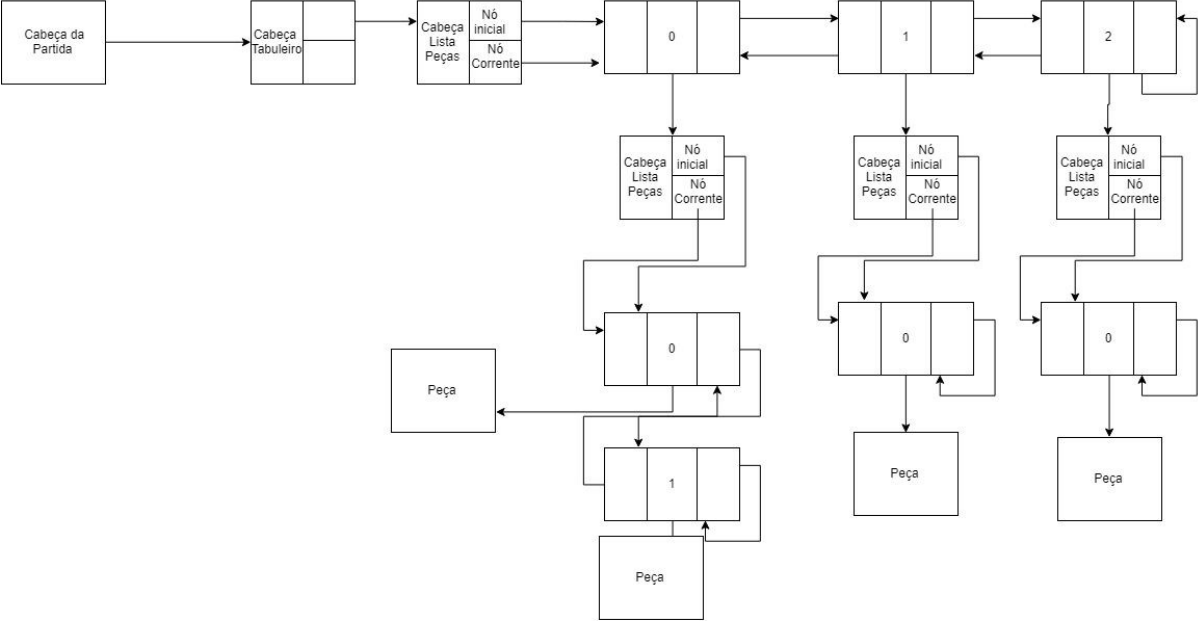 Cabeça da
Partida
Cabeça
Tabuleiro
Cabeça
Lista
Peças
Nó
inicial
Nó
Corrente
0
1
2
Cabeça
Lista
Peças
Nó
inicial
Nó
Corrente
Cabeça
Lista
Peças
Nó
inicial
Nó
Corrente
Cabeça
Lista
Peças
Nó
inicial
Nó
Corrente
0
0
0
Peça
Peça
Peça
1
Peça